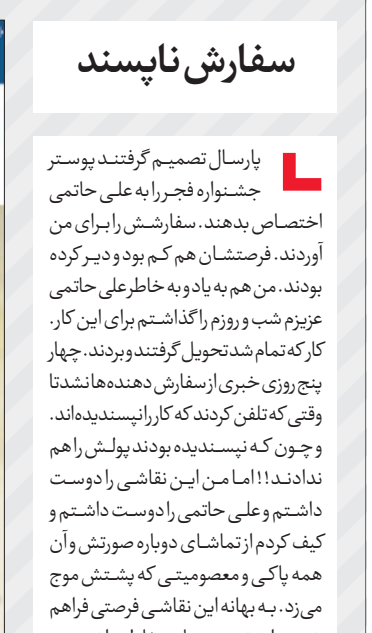 سفارش ناپسند
پارسال تصمیم گرفتند پوستر
جشنواره فجر را به علی حاتمی
اختصاص بدهند. سفارشش را برای من
آوردند. فرصتشان هم کم بود و دیر کرده
بودند. من هم به یاد و به خاطر علی حاتمی
عزیزم شب و روزم را گذاشتم برای این کار.
کار که تمام شد تحویل گرفتند و بردند. چهار
پنج روزی خبری از سفارش دهنده‌ها نشد تا
وقتی که تلفن کردند که کار را نپسندیده‌اند.
و چون که نپسندیده بودند پولش را هم
ندادند!! اما من این نقاشی را دوست
داشتم و علی حاتمی را دوست داشتم و
کیف کردم از تماشای دوباره صورتش و آن
همه پاکی و معصومیتی که پشتش موج
می‌زد. به بهانه این نقاشی فرصتی فراهم